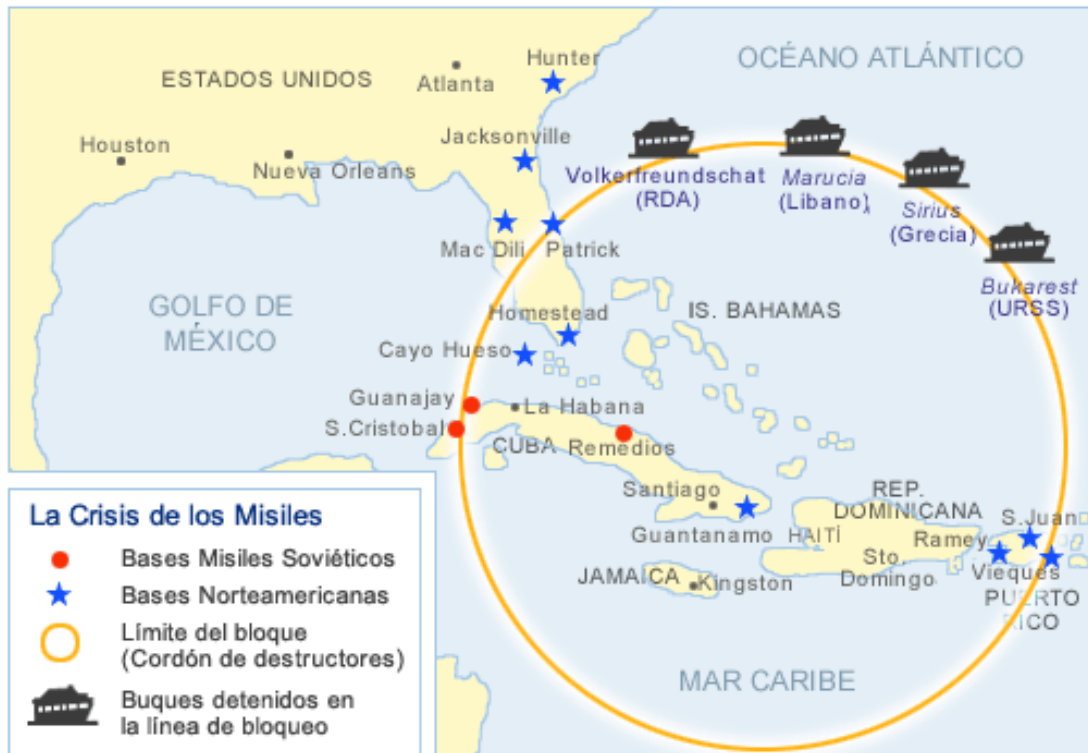 OCÉANO ATLÁNTICO
Hunter
ESTADOS UNIDOS
Atlanta
Jacksonville
Houston
Nueva Orleans
Volkerfreundschat
(RDA)
Marucia
(Libano)
Sirius
(Grecia)
Mac Dili
Patrick
Bukarest
(URSS)
GOLFO DE
MÉXICO
Homestead
IS. BAHAMAS
Cayo Hueso
Guanajay
La Habana
S.Cristobal
CUBA
Remedios
Santiago
Guantanamo
REP.
DOMINICANA
HAITÍ
S.Juan
Ramey
Sto.
Domingo
Vieques
PUERTO
RICO
JAMAICA
Kingston
MAR CARIBE
La Crisis de los Misiles
Bases Misiles Soviéticos
Bases Norteamericanas
Límite del bloque
(Cordón de destructores)
Buques detenidos en
la línea de bloqueo